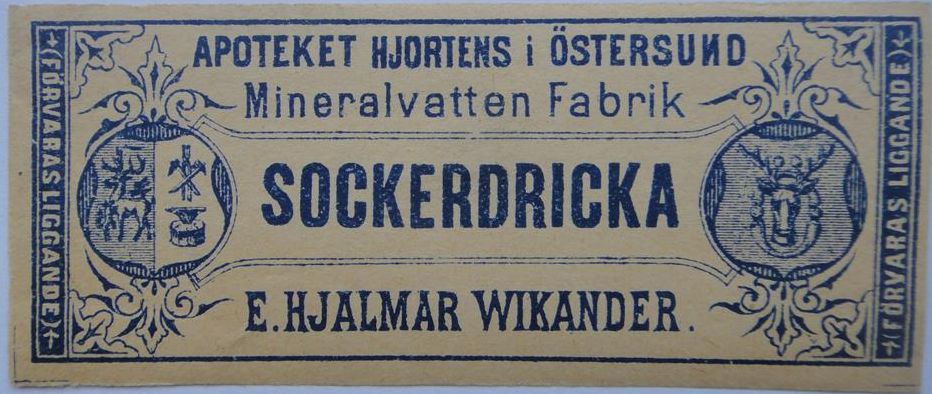 APOTEKET HJORTENS i ÖSTERSUND
Mineralvatten Fabrik
SOCKERDRICKA
E. HJALMAR WIKANDER.
FÖRVARAS LIGGANDE
FÖRVARAS LIGGANDE